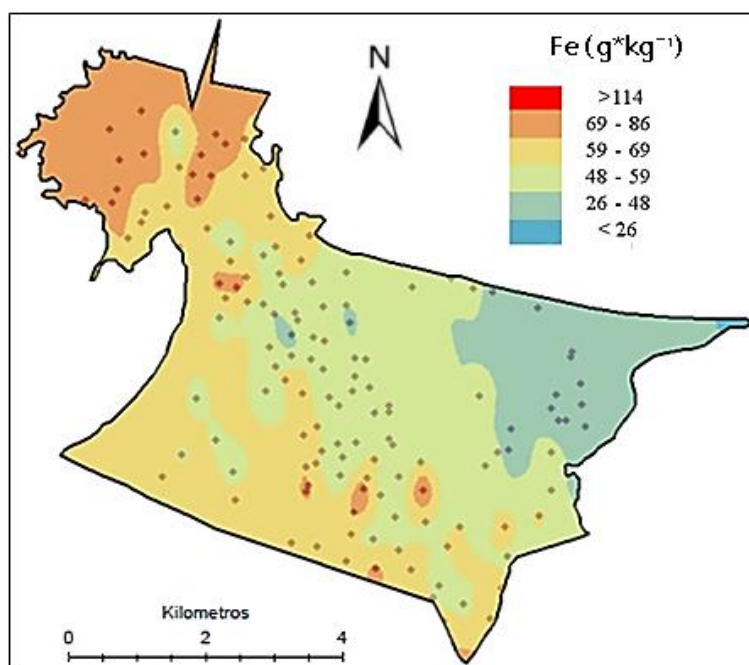 Fe (g*kg⁻¹)
N
>114
69 - 86
59 - 69
48 - 59
26 - 48
< 26
Kilometros
0 2 4